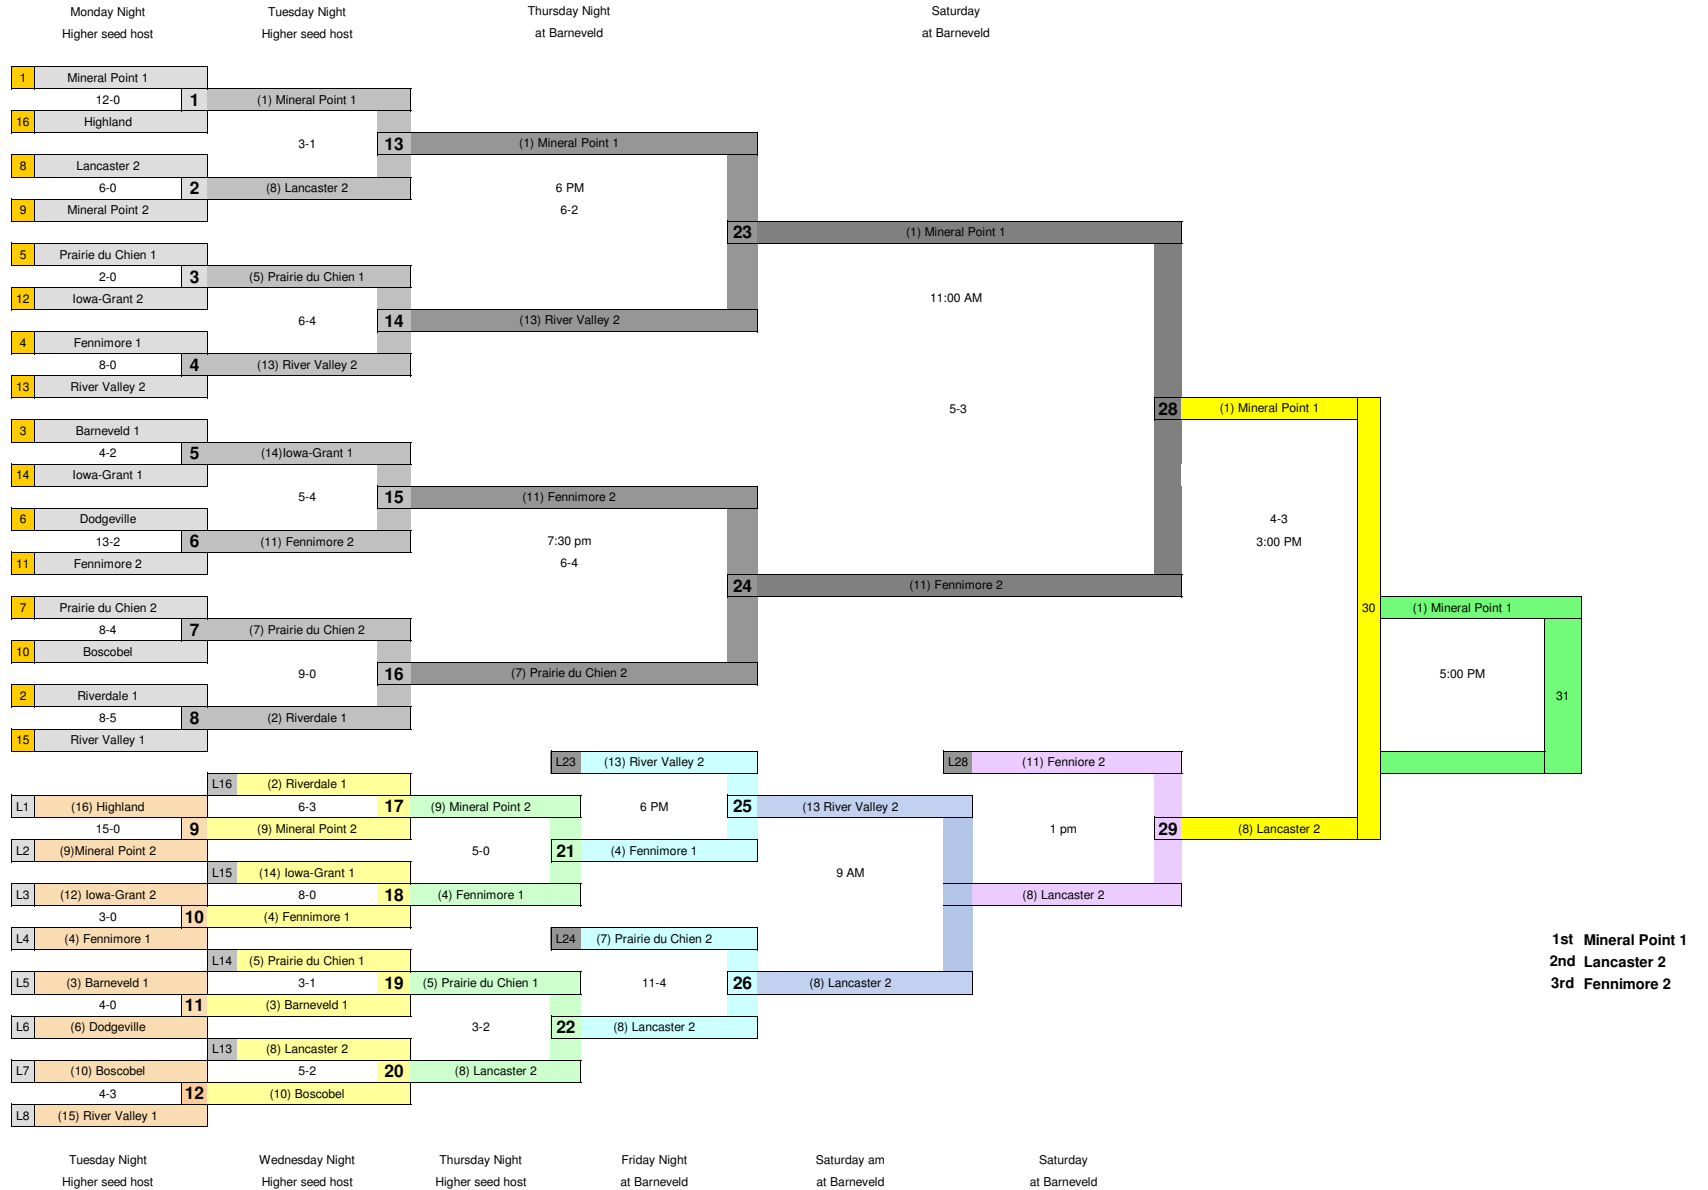 Monday Night Tuesday Night Thursday Night Saturday
Higher seed host Higher seed host at Barneveld at Barneveld
1 Mineral Point 1
12-0 1 (1) Mineral Point 1
16 Highland
3-1 13 (1) Mineral Point 1
8 Lancaster 2
6-0 2 (8) Lancaster 2 6 PM
9 Mineral Point 2 6-2
23 (1) Mineral Point 1
5 Prairie du Chien 1
2-0 3 (5) Prairie du Chien 1
12 Iowa-Grant 2 11:00 AM
6-4 14 (13) River Valley 2
4 Fennimore 1
8-0 4 (13) River Valley 2
13 River Valley 2
5-3 28 (1) Mineral Point 1
3 Barneveld 1
4-2 5 (14)Iowa-Grant 1
14 Iowa-Grant 1
5-4 15 (11) Fennimore 2
6 Dodgeville 4-3
13-2 6 (11) Fennimore 2 7:30 pm 3:00 PM
11 Fennimore 2 6-4
24 (11) Fennimore 2
7 Prairie du Chien 2 30 (1) Mineral Point 1
8-4 7 (7) Prairie du Chien 2
10 Boscobel
9-0 16 (7) Prairie du Chien 2 5:00 PM
2 Riverdale 1 31
8-5 8 (2) Riverdale 1
15 River Valley 1
L23 (13) River Valley 2 L28 (11) Fenniore 2
L16 (2) Riverdale 1
L1 (16) Highland 6-3 17 (9) Mineral Point 2 6 PM 25 (13 River Valley 2
15-0 9 (9) Mineral Point 2 1 pm 29 (8) Lancaster 2
L2 (9)Mineral Point 2 5-0 21 (4) Fennimore 1
L15 (14) Iowa-Grant 1 9 AM
L3 (12) Iowa-Grant 2 8-0 18 (4) Fennimore 1 (8) Lancaster 2
3-0 10 (4) Fennimore 1
L4 (4) Fennimore 1 L24 (7) Prairie du Chien 2 1st Mineral Point 1
L14 (5) Prairie du Chien 1 2nd Lancaster 2
L5 (3) Barneveld 1 3-1 19 (5) Prairie du Chien 1 11-4 26 (8) Lancaster 2 3rd Fennimore 2
4-0 11 (3) Barneveld 1
L6 (6) Dodgeville 3-2 22 (8) Lancaster 2
L13 (8) Lancaster 2
L7 (10) Boscobel 5-2 20 (8) Lancaster 2
4-3 12 (10) Boscobel
L8 (15) River Valley 1
Tuesday Night Wednesday Night Thursday Night Friday Night Saturday am Saturday
Higher seed host Higher seed host Higher seed host at Barneveld at Barneveld at Barneveld